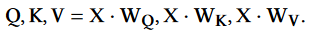 Q, K, V = X · W_Q, X · W_K, X · W_V.